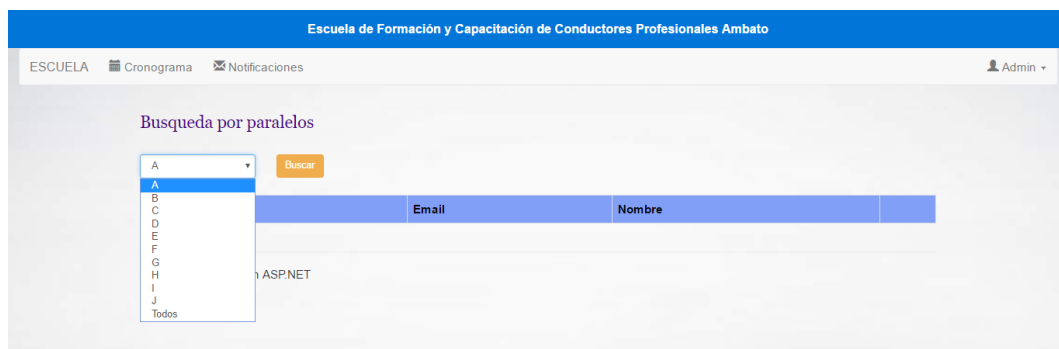 Escuela de Formación y Capacitación de Conductores Profesionales Ambato
ESCUELA Cronograma Notificaciones Admin
Busqueda por paralelos
A Buscar
A
B
C
D
E
F
G
H
I
J
Todos
Email Nombre
ASP.NET